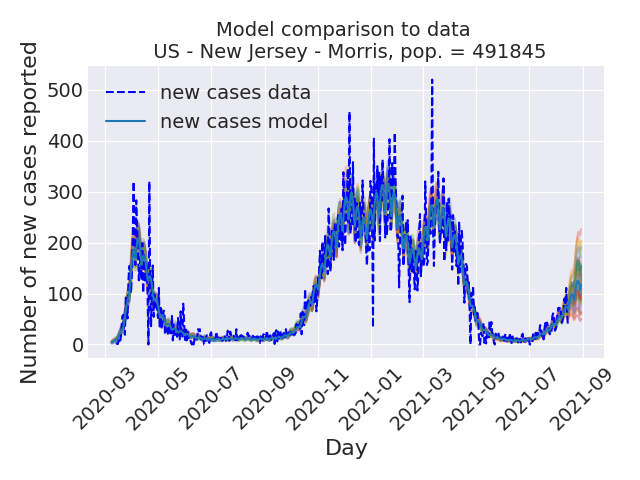 Model comparison to data
US - New Jersey - Morris, pop. = 491845
Number of new cases reported
500
400
300
200
100
0
new cases data
new cases model
2020-03
2020-05
2020-07
2020-09
2020-11
2021-01
2021-03
2021-05
2021-07
2021-09
Day